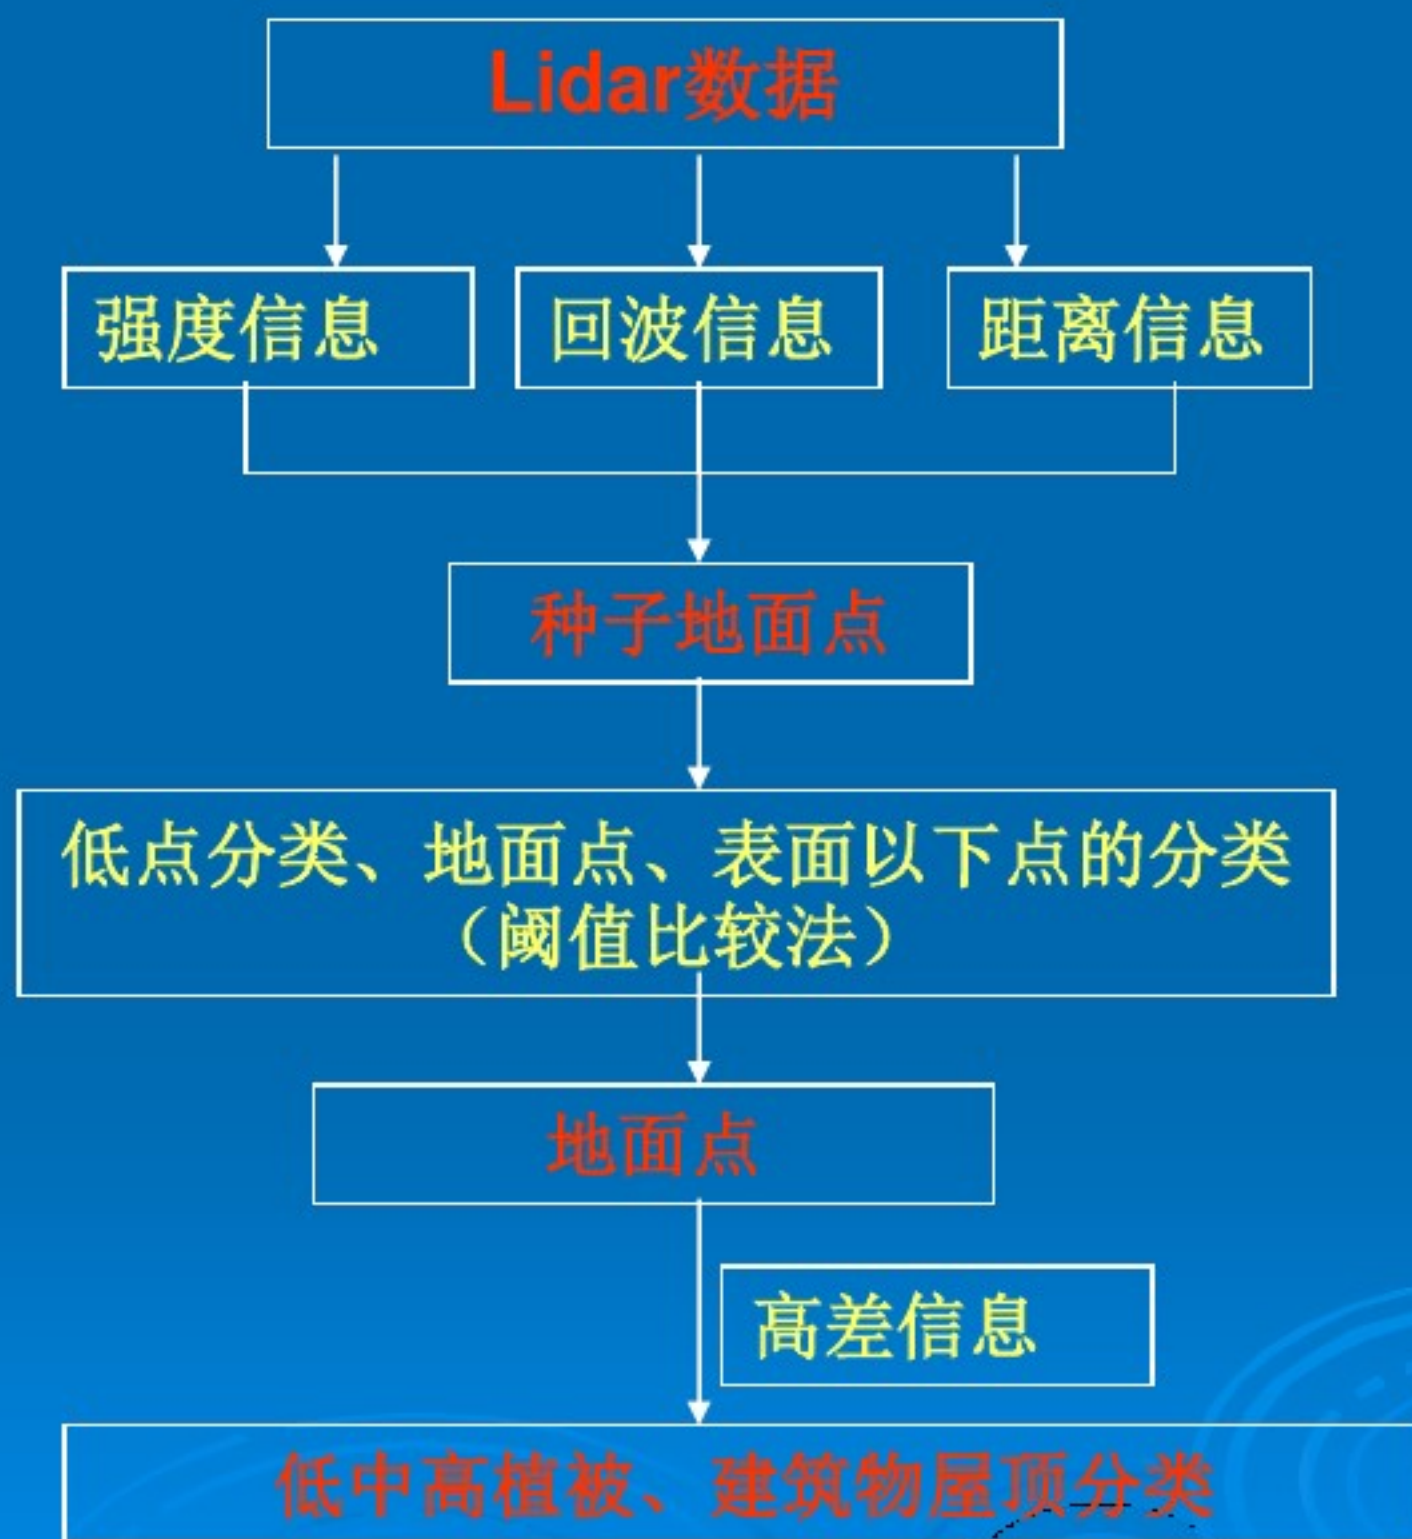 Lidar数据
强度信息
回波信息
距离信息
种子地面点
低点分类、地面点、表面以下点的分类
（阈值比较法）
地面点
高差信息
低中高植被、建筑物屋顶分类